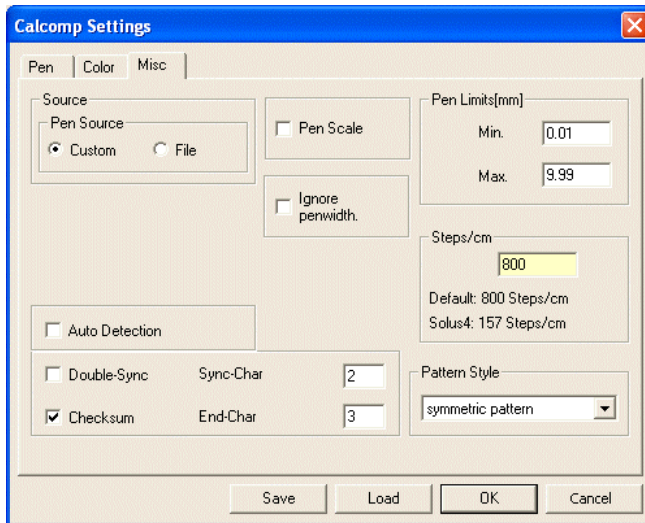 Calcomp Settings
Pen Color Misc
Source
Pen Source
Custom File
Pen Scale
Ignore
penwidth.
Pen Limits[mm]
Min. 0.01
Max. 9.99
Steps/cm
800
Default: 800 Steps/cm
Solus4: 157 Steps/cm
Auto Detection
Double-Sync Sync-Char 2
Checksum End-Char 3
Pattern Style
symmetric pattern
Save Load OK Cancel